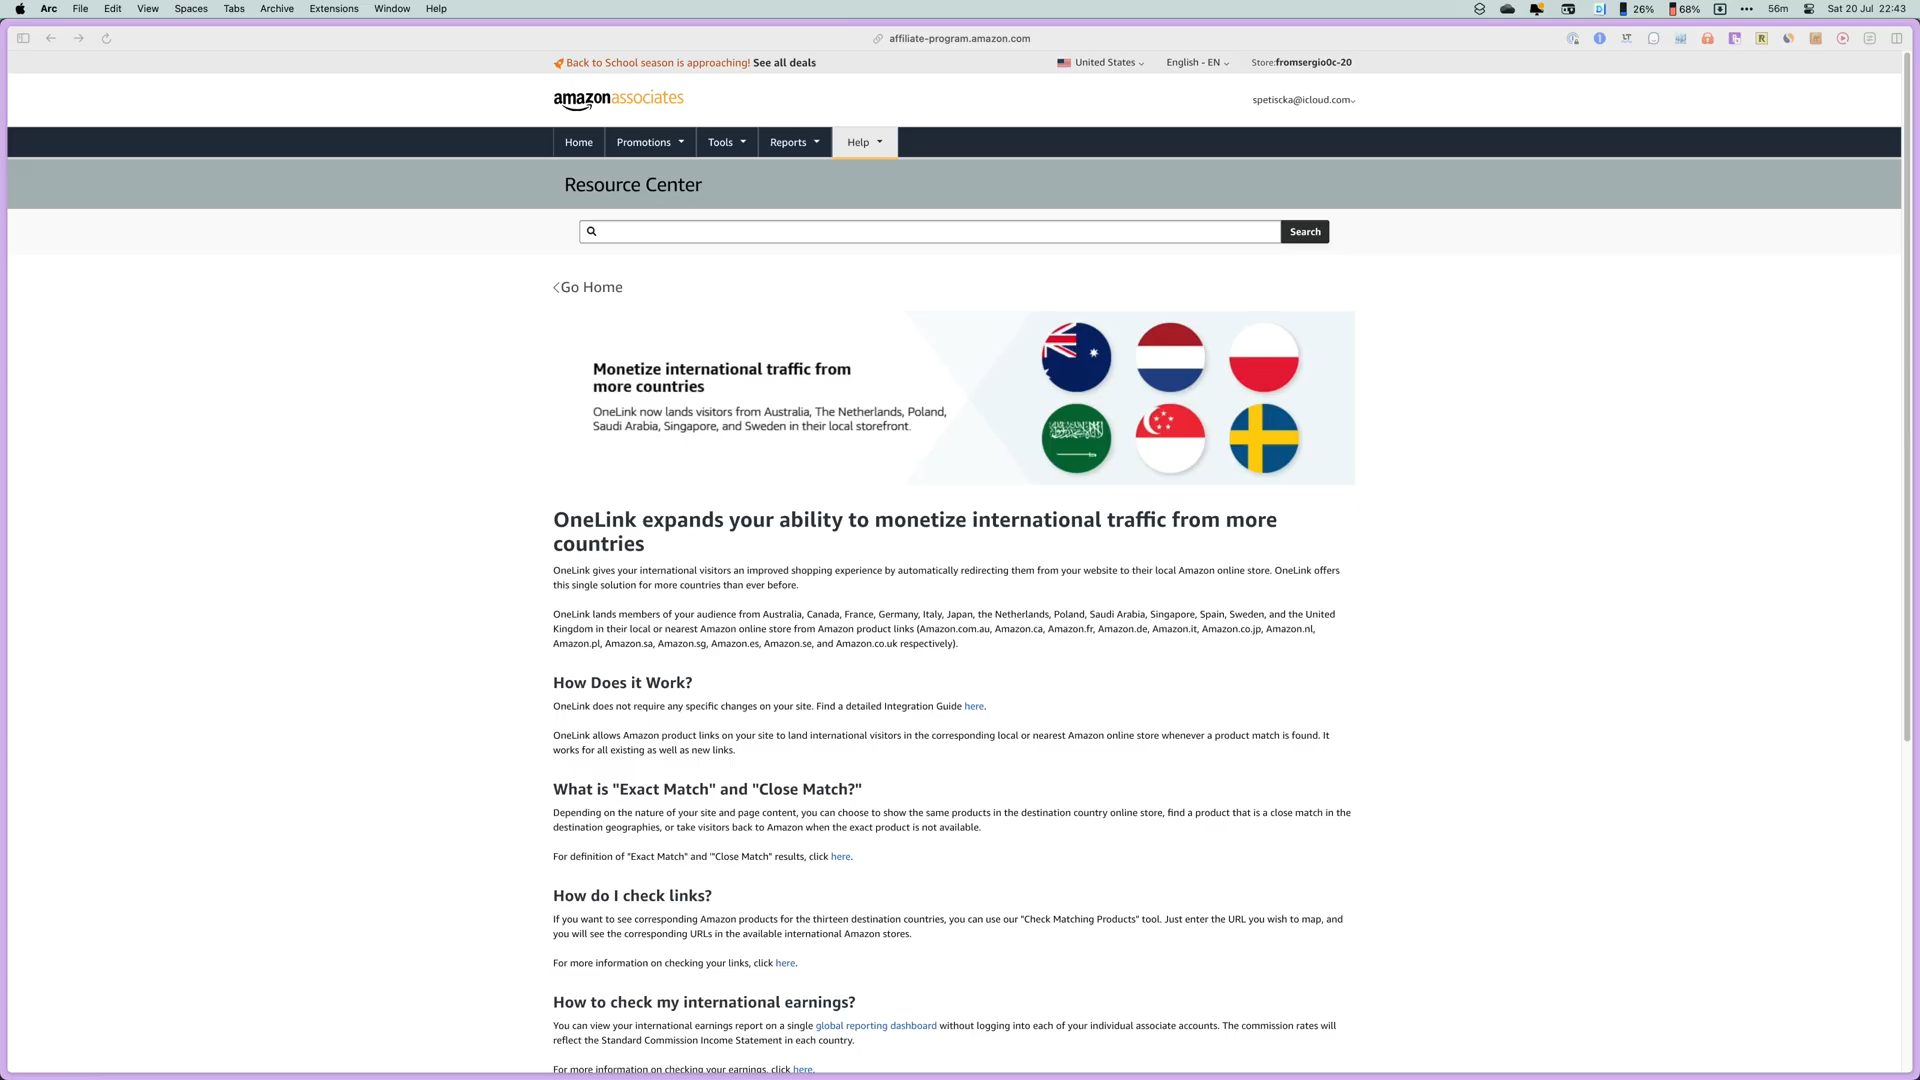 Arc File Edit View Spaces Tabs Archive Extensions Window Help 26% 68% 56m Sat 20 Jul 22:43
affiliate-program.amazon.com
Back to School season is approaching! See all deals United States English - EN Store:fromsergio0c-20
amazonassociates spetiscka@icloud.com
Home Promotions Tools Reports Help
Resource Center
Search
Go Home
Monetize international traffic from
more countries
OneLink now lands visitors from Australia, The Netherlands, Poland,
Saudi Arabia, Singapore, and Sweden in their local storefront.
OneLink expands your ability to monetize international traffic from more
countries
OneLink gives your international visitors an improved shopping experience by automatically redirecting them from your website to their local Amazon online store. OneLink offers
this single solution for more countries than ever before.
OneLink lands members of your audience from Australia, Canada, France, Germany, Italy, Japan, the Netherlands, Poland, Saudi Arabia, Singapore, Spain, Sweden, and the United
Kingdom in their local or nearest Amazon online store from Amazon product links (Amazon.com.au, Amazon.ca, Amazon.fr, Amazon.de, Amazon.it, Amazon.co.jp, Amazon.nl,
Amazon.pl, Amazon.sa, Amazon.sg, Amazon.es, Amazon.se, and Amazon.co.uk respectively).
How Does it Work?
OneLink does not require any specific changes on your site. Find a detailed Integration Guide here.
OneLink allows Amazon product links on your site to land international visitors in the corresponding local or nearest Amazon online store whenever a product match is found. It
works for all existing as well as new links.
What is "Exact Match" and "Close Match?"
Depending on the nature of your site and page content, you can choose to show the same products in the destination country online store, find a product that is a close match in the
destination geographies, or take visitors back to Amazon when the exact product is not available.
For definition of "Exact Match" and '"Close Match" results, click here.
How do I check links?
If you want to see corresponding Amazon products for the thirteen destination countries, you can use our "Check Matching Products" tool. Just enter the URL you wish to map, and
you will see the corresponding URLs in the available international Amazon stores.
For more information on checking your links, click here.
How to check my international earnings?
You can view your international earnings report on a single global reporting dashboard without logging into each of your individual associate accounts. The commission rates will
reflect the Standard Commission Income Statement in each country.
For more information on checking your earnings, click here.